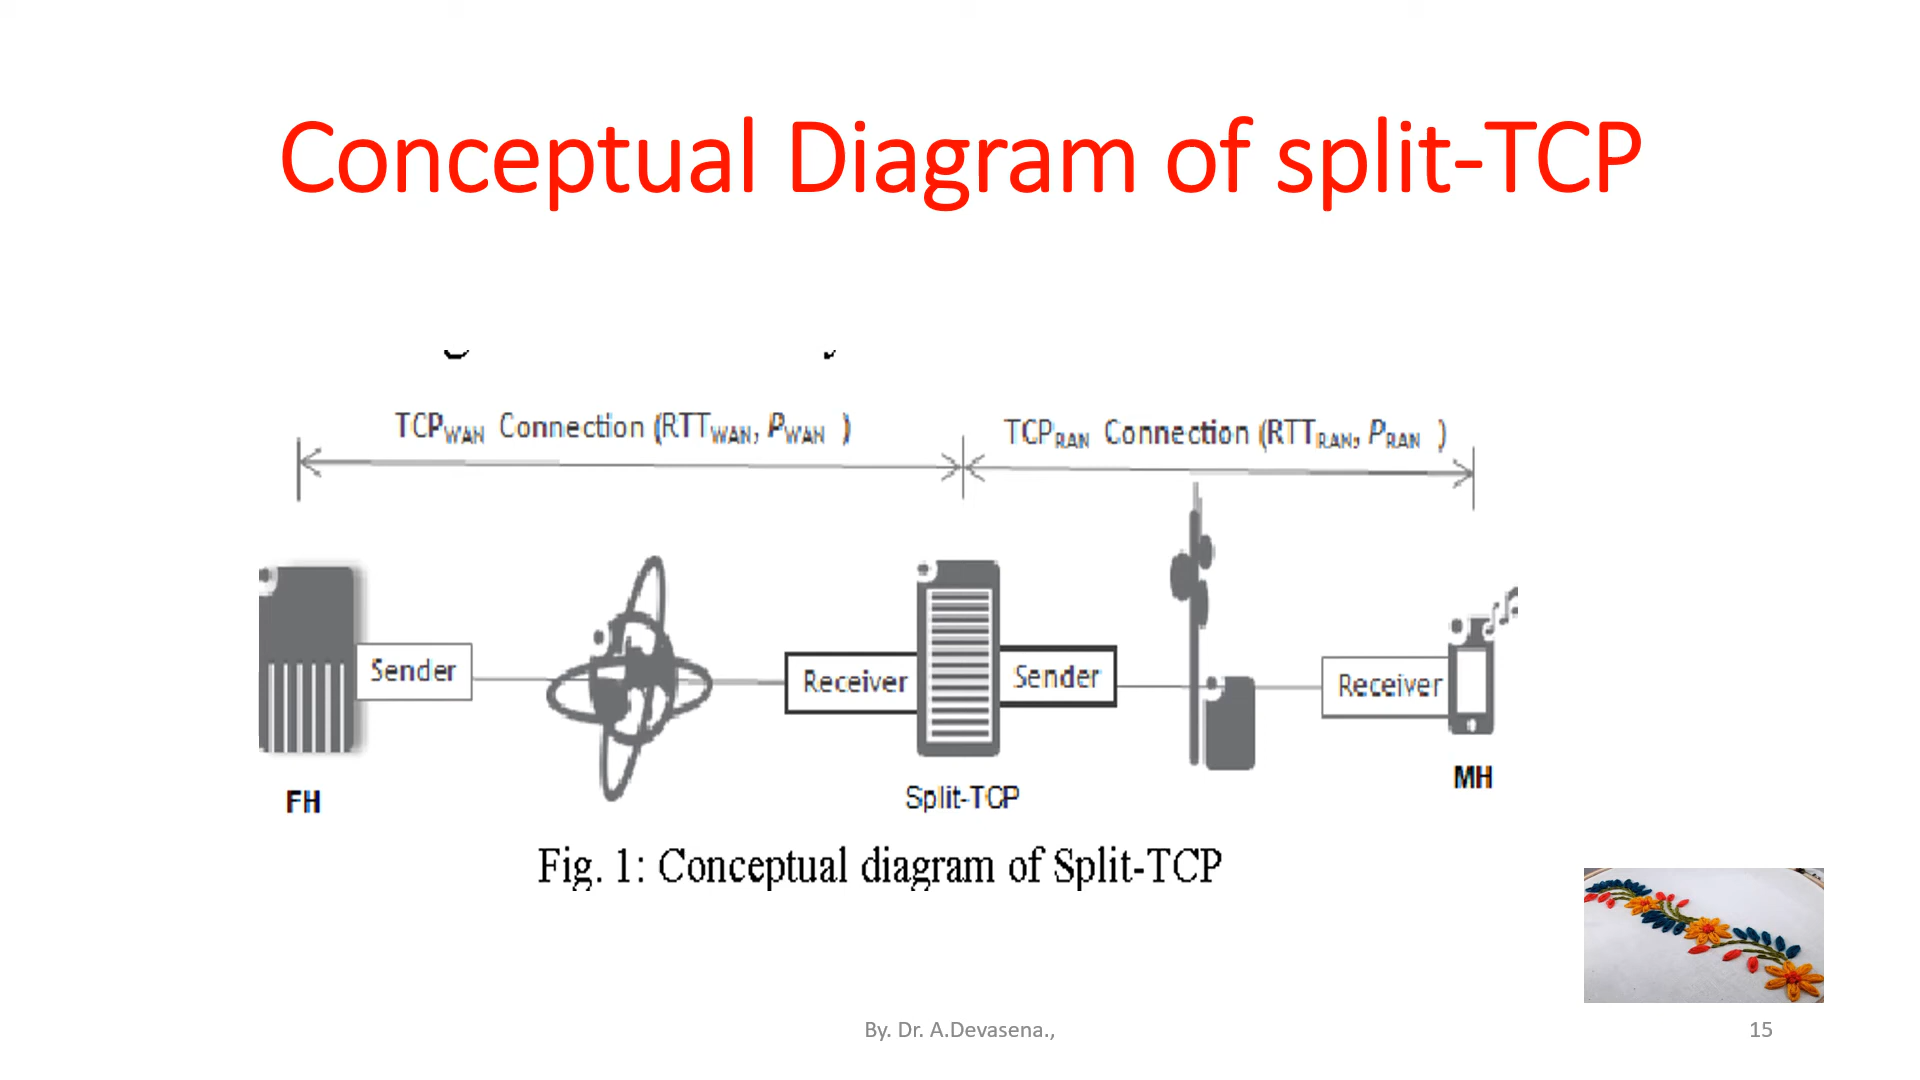 Conceptual Diagram of split-TCP
TCPWAN Connection (RTTWAN, PWAN )
TCPRAN Connection (RTTRAN, PRAN )
Sender
Receiver
Sender
Receiver
FH
Split-TCP
MH
Fig. 1: Conceptual diagram of Split-TCP
By. Dr. A.Devasena.,
15